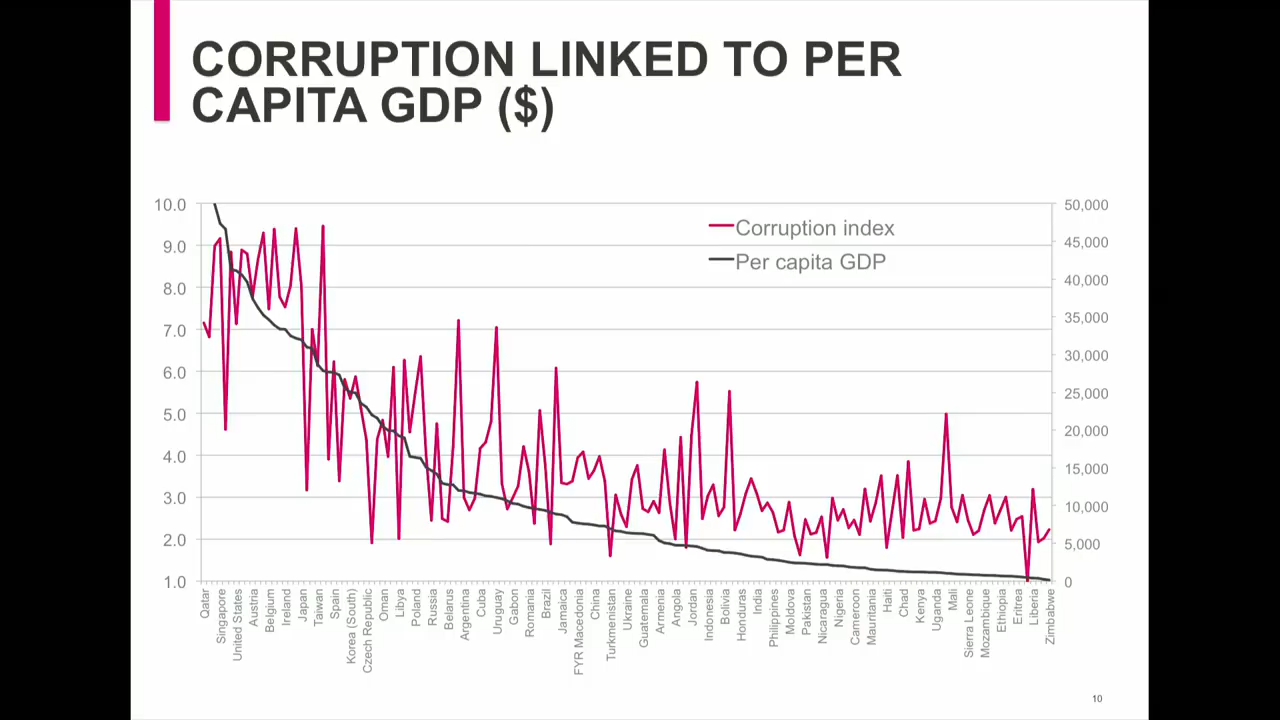 CORRUPTION LINKED TO PER
CAPITA GDP ($)
10.0
9.0
8.0
7.0
6.0
5.0
4.0
3.0
2.0
1.0
50,000
45,000
40,000
35,000
30,000
25,000
20,000
15,000
10,000
5,000
0
Corruption index
Per capita GDP
Qatar
Singapore
United States
Austria
Belgium
Ireland
Japan
Taiwan
Spain
Korea (South)
Czech Republic
Oman
Libya
Poland
Russia
Belarus
Argentina
Cuba
Uruguay
Gabon
Romania
Brazil
Jamaica
FYR Macedonia
China
Turkmenistan
Ukraine
Guatemala
Armenia
Angola
Jordan
Indonesia
Bolivia
Honduras
India
Philippines
Moldova
Pakistan
Nicaragua
Nigeria
Cameroon
Mauritania
Haiti
Chad
Kenya
Uganda
Mali
Sierra Leone
Mozambique
Ethiopia
Eritrea
Liberia
Zimbabwe
10